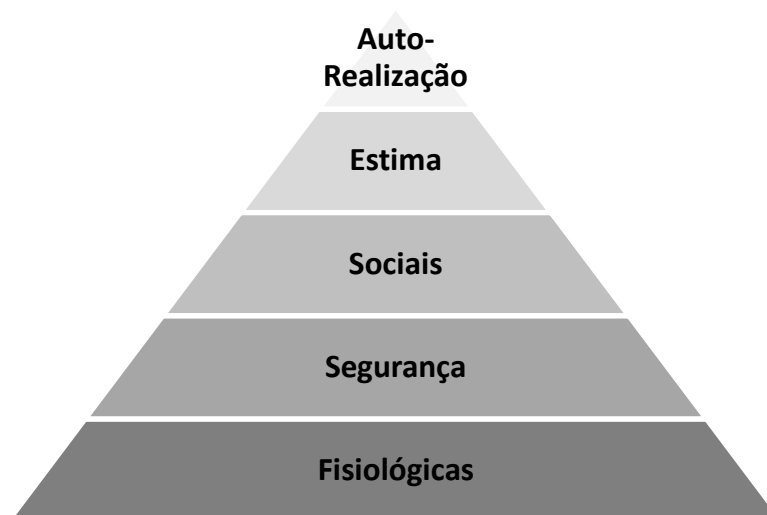 Auto-
Realização
Estima
Sociais
Segurança
Fisiológicas